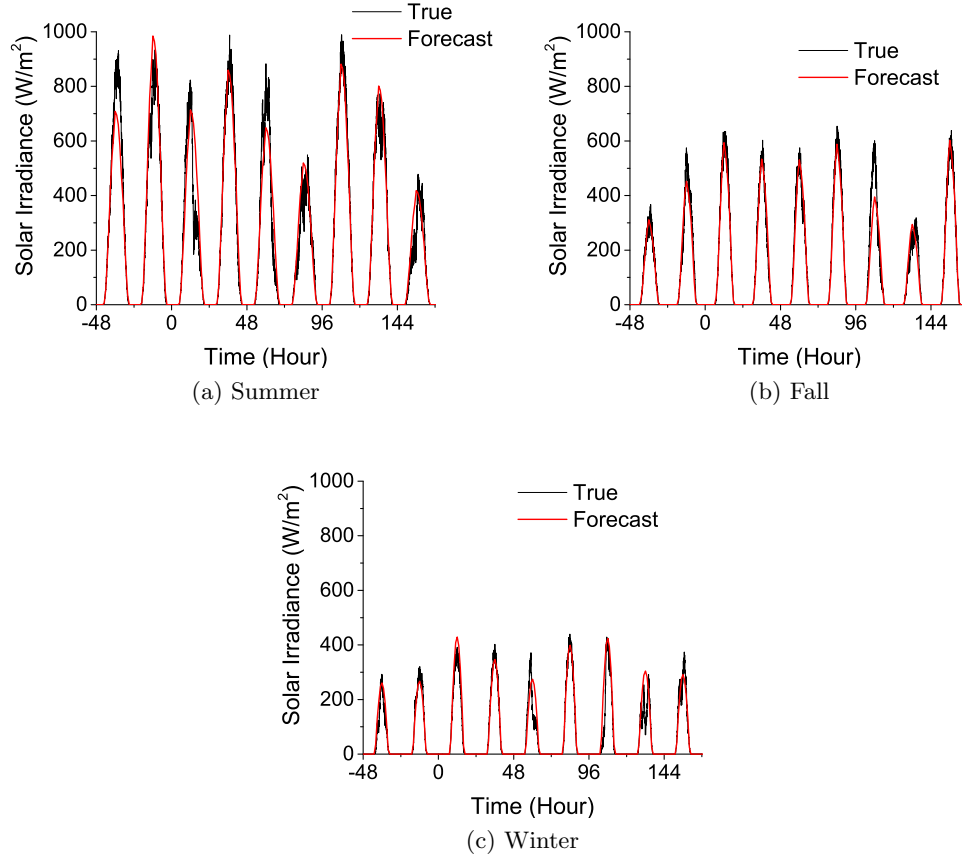 True
Forecast
Solar Irradiance (W/m²)
1000
800
600
400
200
0
-48 0 48 96 144
Time (Hour)
(a) Summer
True
Forecast
Solar Irradiance (W/m²)
1000
800
600
400
200
0
-48 0 48 96 144
Time (Hour)
(b) Fall
True
Forecast
Solar Irradiance (W/m²)
1000
800
600
400
200
0
-48 0 48 96 144
Time (Hour)
(c) Winter